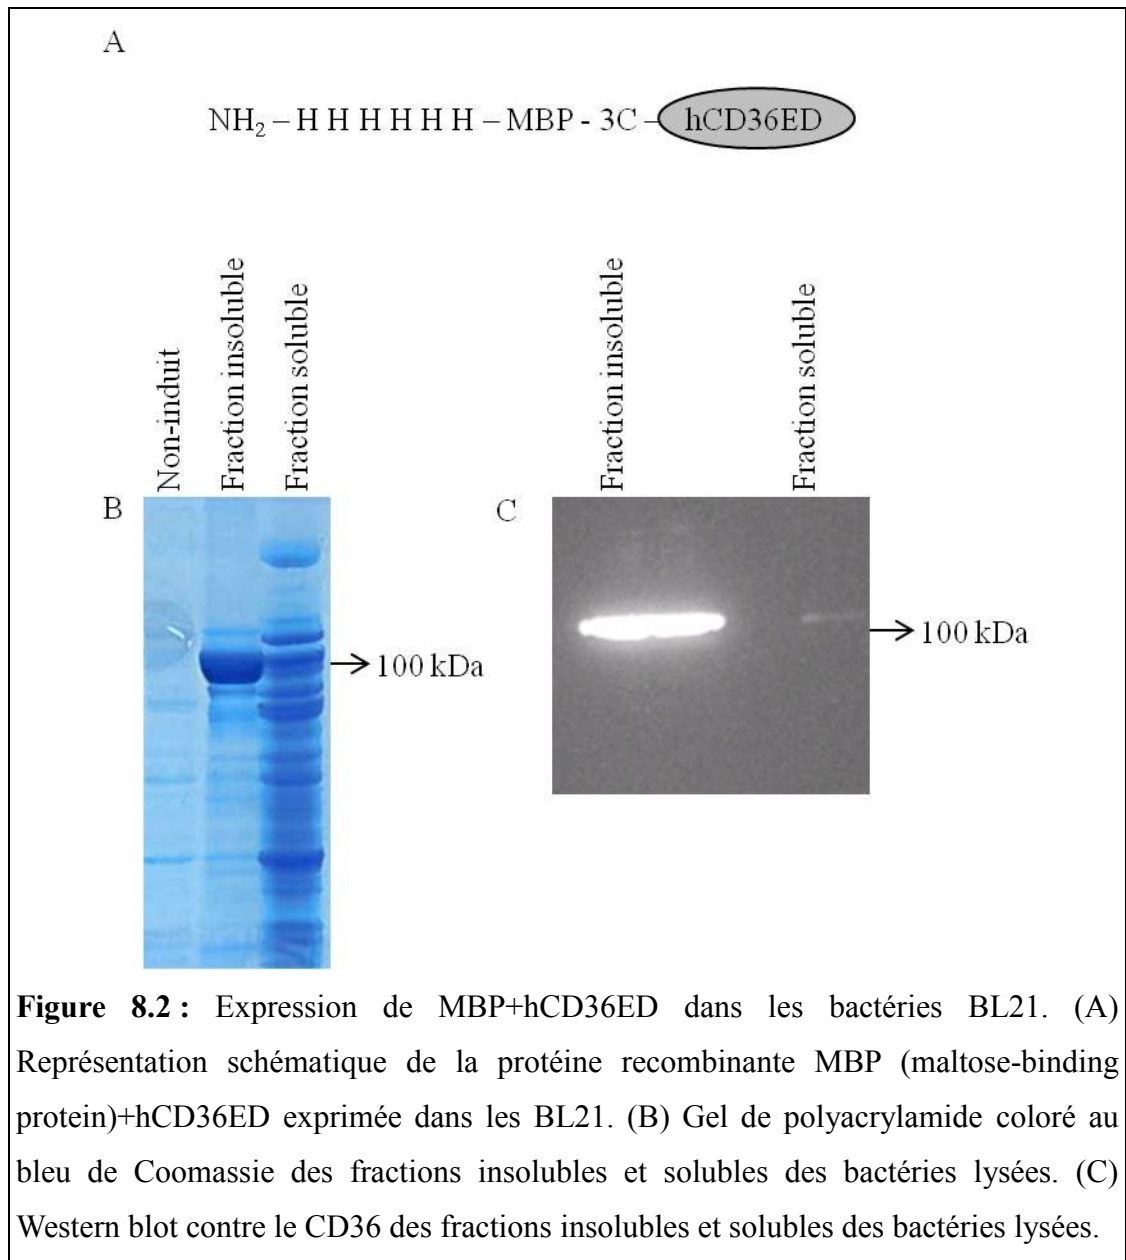 A
NH₂ – H H H H H H – MBP - 3C – hCD36ED
Non-induit
Fraction insoluble
Fraction soluble
Fraction insoluble
Fraction soluble
B
C
100 kDa
100 kDa
Figure 8.2 : Expression de MBP+hCD36ED dans les bactéries BL21. (A)
Représentation schématique de la protéine recombinante MBP (maltose-binding
protein)+hCD36ED exprimée dans les BL21. (B) Gel de polyacrylamide coloré au
bleu de Coomassie des fractions insolubles et solubles des bactéries lysées. (C)
Western blot contre le CD36 des fractions insolubles et solubles des bactéries lysées.